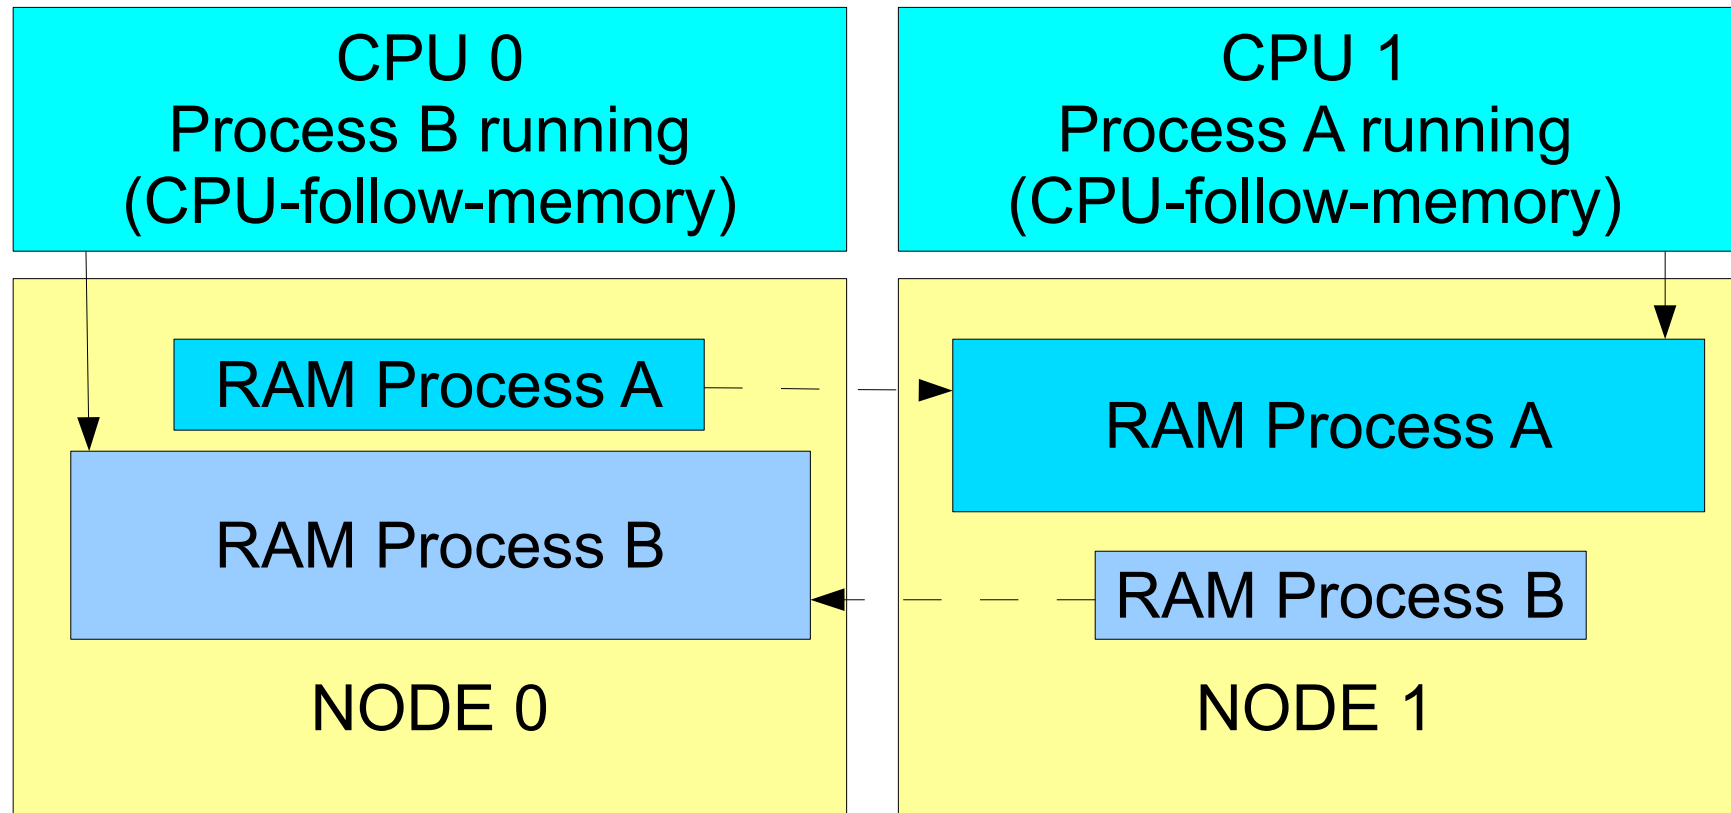 CPU 0
Process B running
(CPU-follow-memory)
CPU 1
Process A running
(CPU-follow-memory)
RAM Process A
RAM Process B
NODE 0
RAM Process A
RAM Process B
NODE 1